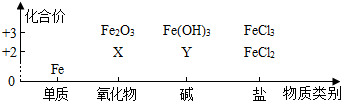 化合价
+3 Fe₂O₃ Fe(OH)₃ FeCl₃
+2 X Y FeCl₂
Fe
0
单质 氧化物 碱 盐 物质类别